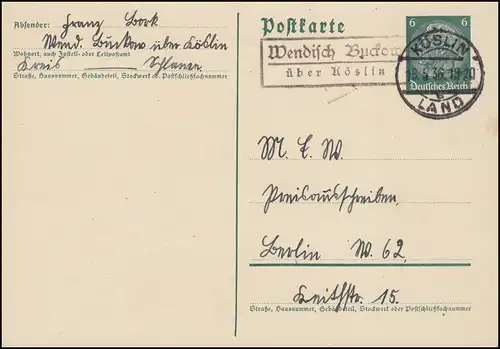 Absender: Franz Bork
Wend. Buckow über Köslin
Wohnort, auch Zustell- oder Leitpostamt
Kreis Schlawe
Straße, Hausnummer, Gebäudeteil, Stockwerk od. Postschließfachnummer
Postkarte
6 6
Deutsches Reich
Wendisch Buckow
über Köslin
KÖSLIN
LAND
M. E. W.
Preisausschreiben,
Berlin W. 62,
Keithstr. 15.
Straße, Hausnummer, Gebäudeteil, Stockwerk oder Postschließfachnummer